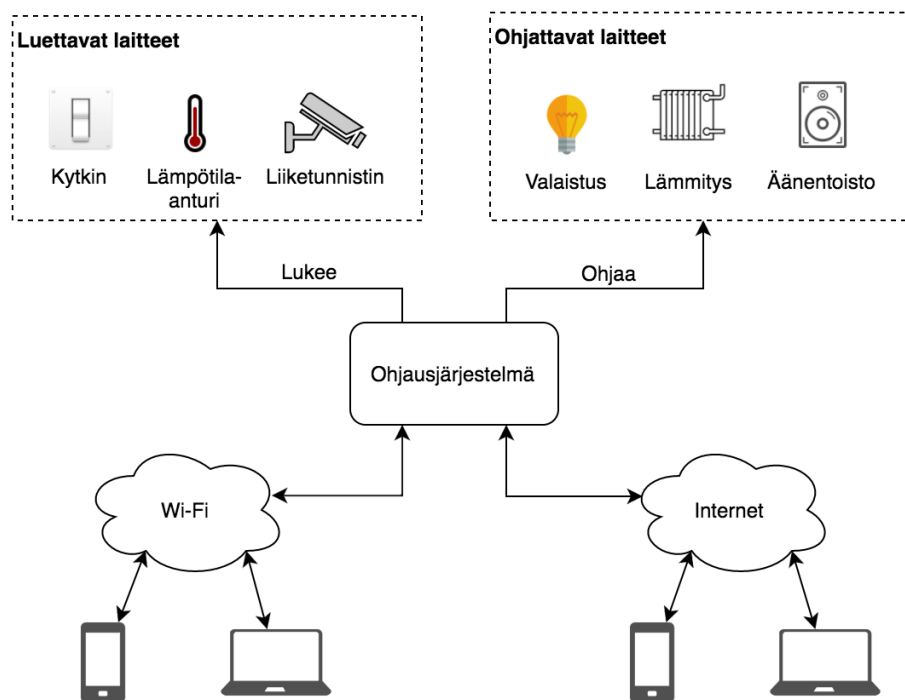 Luettavat laitteet
Ohjattavat laitteet
Kytkin
Lämpötila-
anturi
Liiketunnistin
Valaistus
Lämmitys
Äänentoisto
Lukee
Ohjaa
Ohjausjärjestelmä
Wi-Fi
Internet